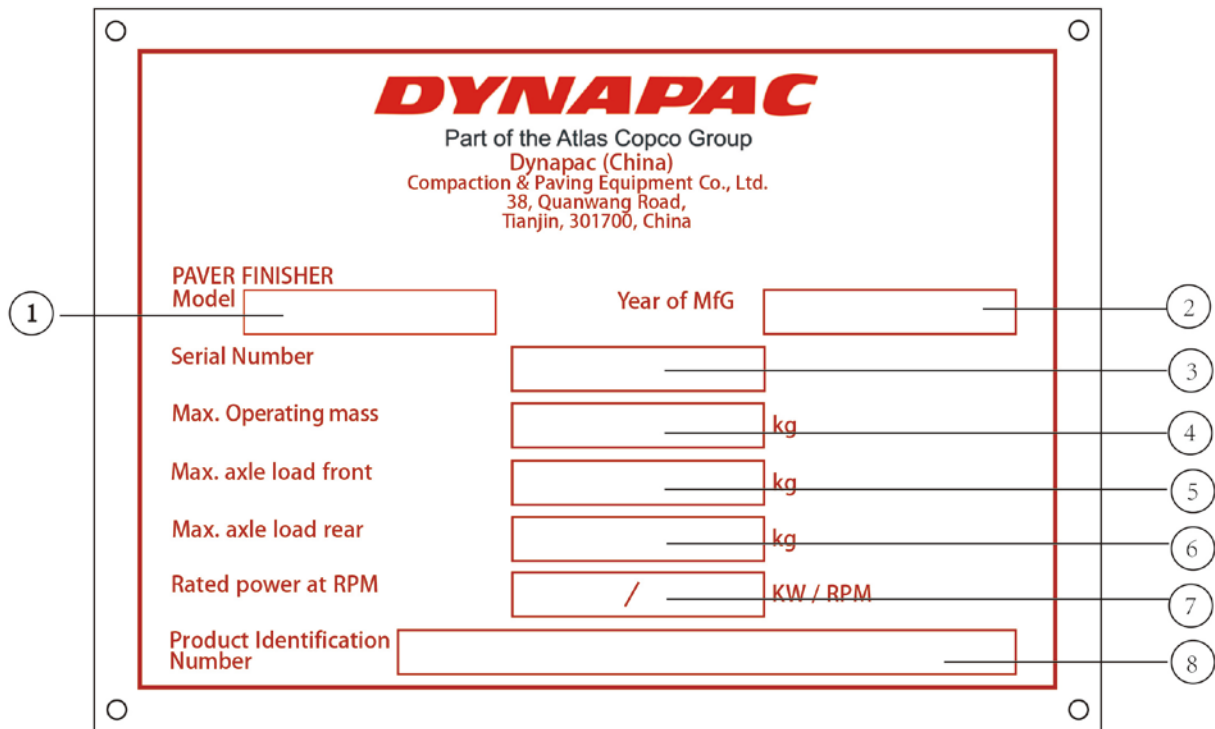 DYNAPAC
Part of the Atlas Copco Group
Dynapac (China)
Compaction & Paving Equipment Co., Ltd.
38, Quanwang Road,
Tianjin, 301700, China
PAVER FINISHER
Model
Year of MfG
1
2
Serial Number
3
Max. Operating mass
kg
4
Max. axle load front
kg
5
Max. axle load rear
kg
6
Rated power at RPM
/
KW / RPM
7
Product Identification
Number
8